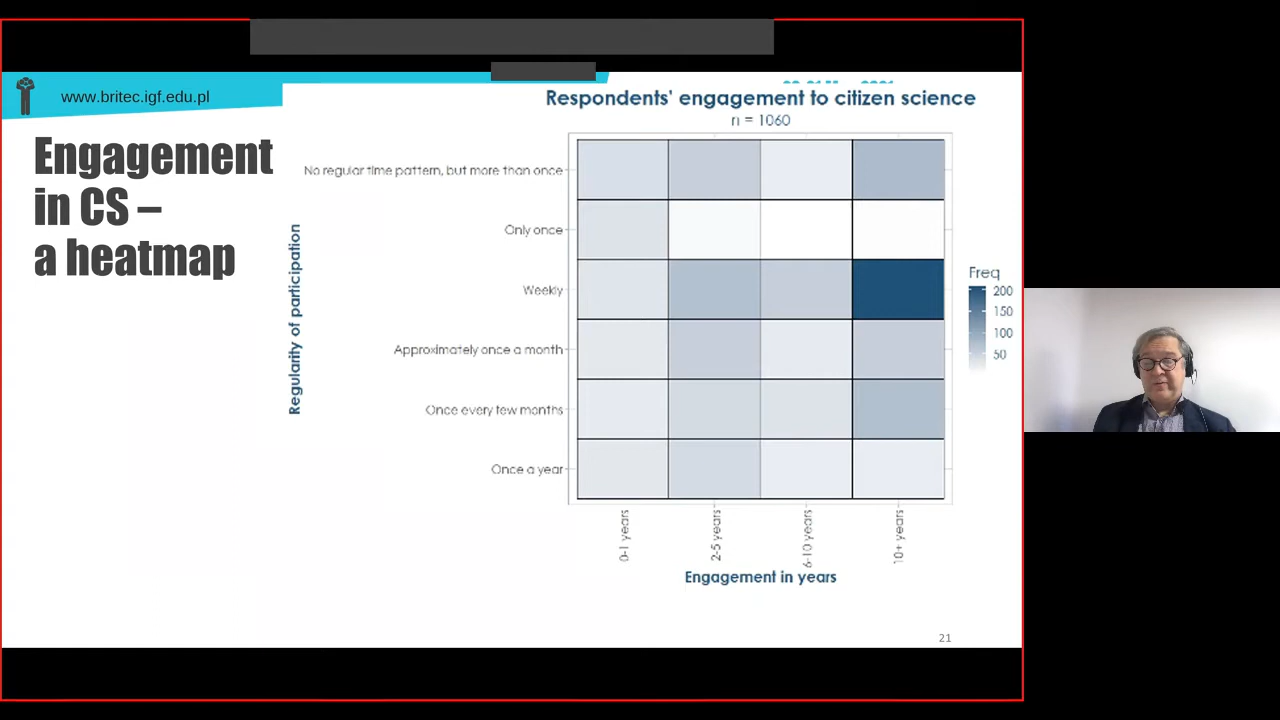 www.britec.igf.edu.pl
Engagement
in CS –
a heatmap
Respondents' engagement to citizen science
n = 1060
Regularity of participation
No regular time pattern, but more than once
Only once
Weekly
Approximately once a month
Once every few months
Once a year
0-1 years
2-5 years
6-10 years
10+ years
Engagement in years
Freq
200
150
100
50
21